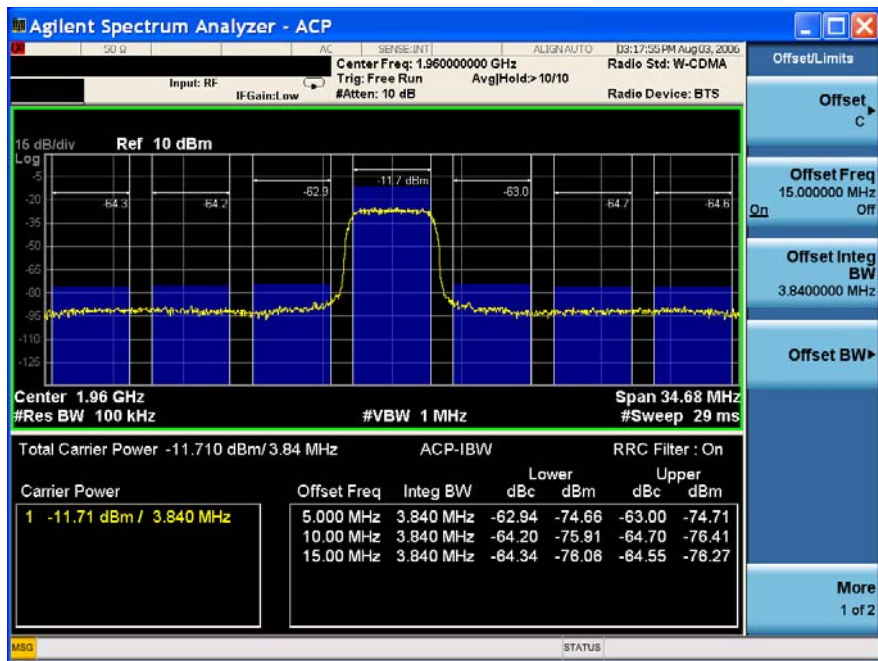 Agilent Spectrum Analyzer - ACP
50 Ω AC SENSE:INT ALIGNAUTO 03:17:55 PM Aug 03, 2006
Center Freq: 1.960000000 GHz Radio Std: W-CDMA
Input: RF Trig: Free Run Avg|Hold:> 10/10
IFGain:Low #Atten: 10 dB Radio Device: BTS
15 dB/div Ref 10 dBm
Log
-5
-20
-35
-50
-65
-80
-95
-110
-125
-64.3 -64.2 -62.9 -11.7 dBm -63.0 -64.7 -64.6
Center 1.96 GHz Span 34.68 MHz
#Res BW 100 kHz #VBW 1 MHz #Sweep 29 ms
Total Carrier Power -11.710 dBm/ 3.84 MHz ACP-IBW RRC Filter : On
Lower Upper
Carrier Power Offset Freq Integ BW dBc dBm dBc dBm
1 -11.71 dBm / 3.840 MHz 5.000 MHz 3.840 MHz -62.94 -74.66 -63.00 -74.71
10.00 MHz 3.840 MHz -64.20 -75.91 -64.70 -76.41
15.00 MHz 3.840 MHz -64.34 -76.06 -64.55 -76.27
MSG STATUS
Offset/Limits
Offset
C
Offset Freq
15.000000 MHz
On Off
Offset Integ
BW
3.8400000 MHz
Offset BW
More
1 of 2